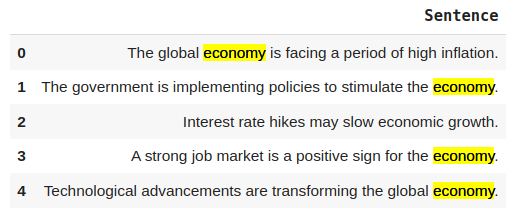 Sentence
0 The global economy is facing a period of high inflation.
1 The government is implementing policies to stimulate the economy.
2 Interest rate hikes may slow economic growth.
3 A strong job market is a positive sign for the economy.
4 Technological advancements are transforming the global economy.